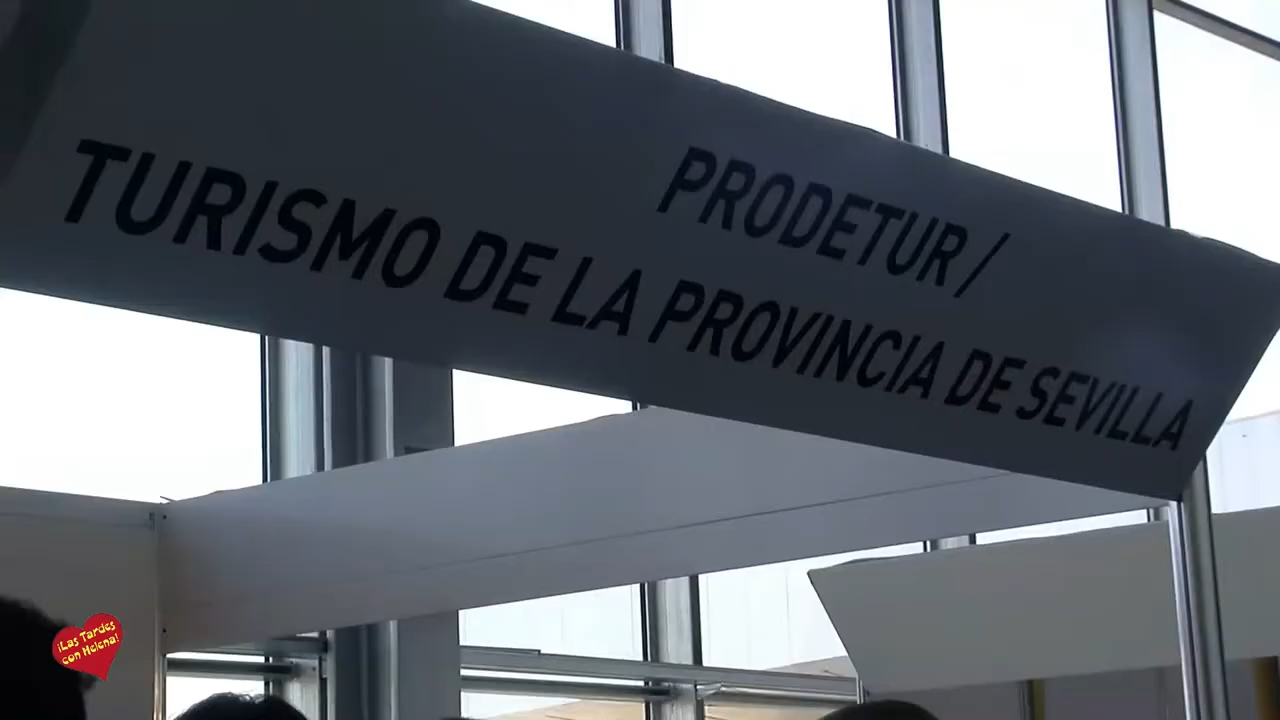 PRODETUR /
TURISMO DE LA PROVINCIA DE SEVILLA
¡Las Tardes
con Helena!